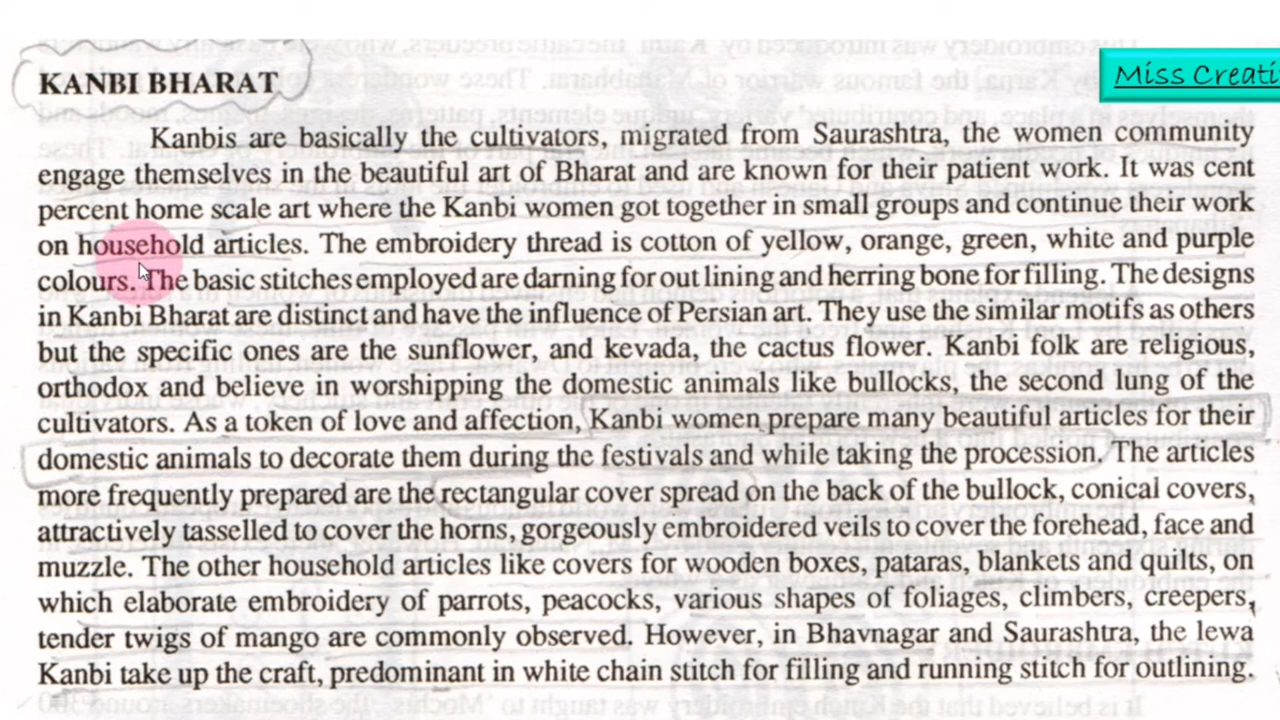 KANBI BHARAT
Miss Creati
Kanbis are basically the cultivators, migrated from Saurashtra, the women community
engage themselves in the beautiful art of Bharat and are known for their patient work. It was cent
percent home scale art where the Kanbi women got together in small groups and continue their work
on household articles. The embroidery thread is cotton of yellow, orange, green, white and purple
colours. The basic stitches employed are darning for out lining and herring bone for filling. The designs
in Kanbi Bharat are distinct and have the influence of Persian art. They use the similar motifs as others
but the specific ones are the sunflower, and kevada, the cactus flower. Kanbi folk are religious,
orthodox and believe in worshipping the domestic animals like bullocks, the second lung of the
cultivators. As a token of love and affection, Kanbi women prepare many beautiful articles for their
domestic animals to decorate them during the festivals and while taking the procession. The articles
more frequently prepared are the rectangular cover spread on the back of the bullock, conical covers,
attractively tasselled to cover the horns, gorgeously embroidered veils to cover the forehead, face and
muzzle. The other household articles like covers for wooden boxes, pataras, blankets and quilts, on
which elaborate embroidery of parrots, peacocks, various shapes of foliages, climbers, creepers,
tender twigs of mango are commonly observed. However, in Bhavnagar and Saurashtra, the lewa
Kanbi take up the craft, predominant in white chain stitch for filling and running stitch for outlining.